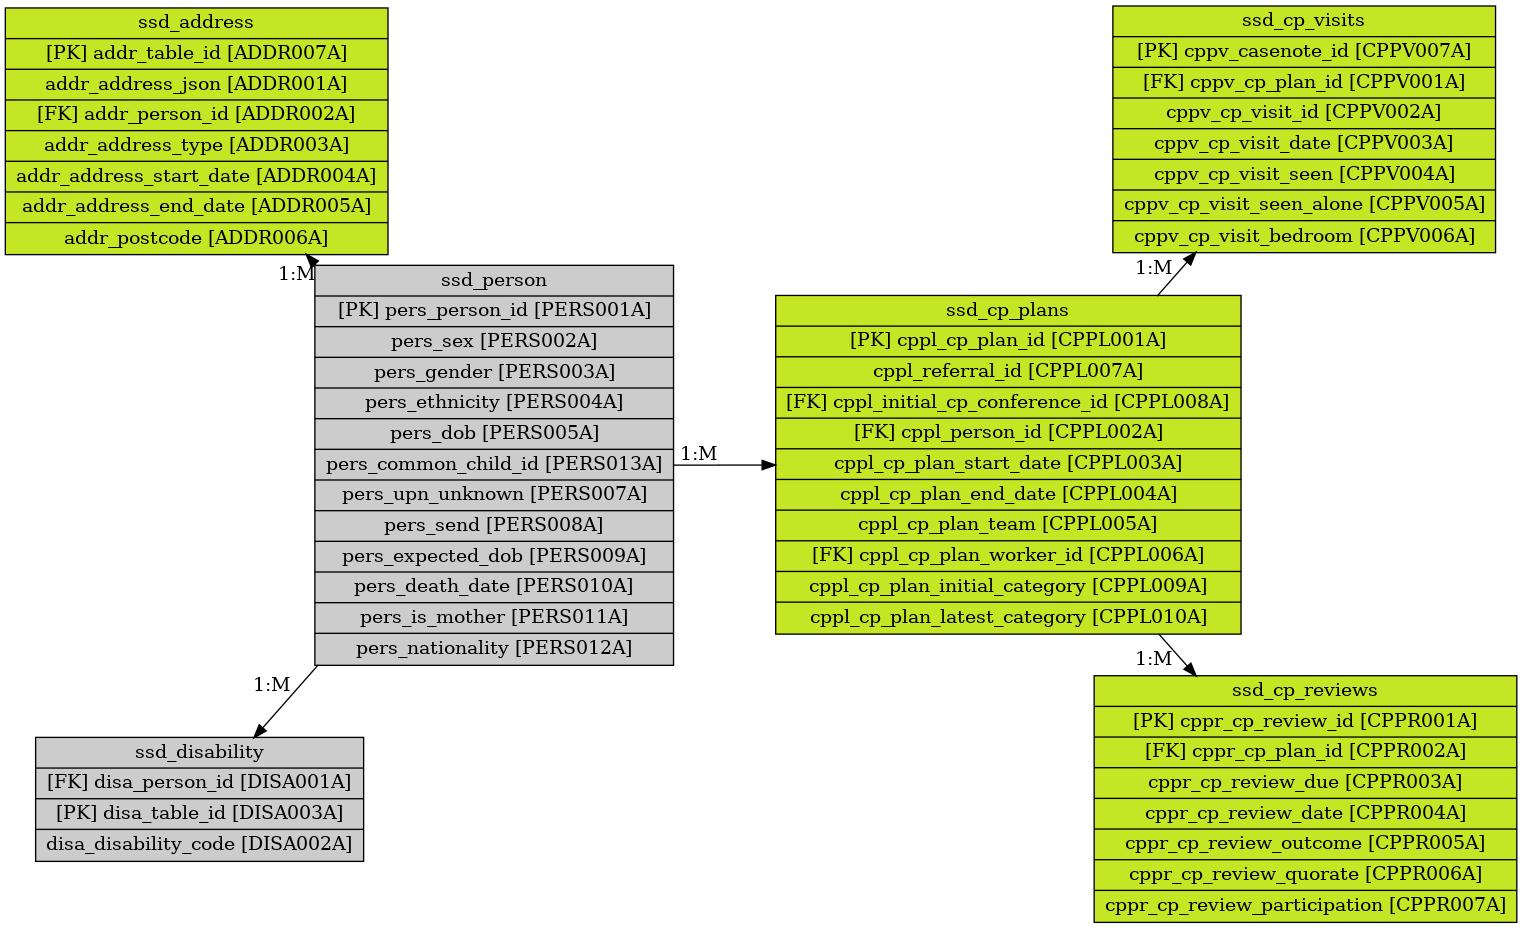 ssd_address
[PK] addr_table_id [ADDR007A]
addr_address_json [ADDR001A]
[FK] addr_person_id [ADDR002A]
addr_address_type [ADDR003A]
addr_address_start_date [ADDR004A]
addr_address_end_date [ADDR005A]
addr_postcode [ADDR006A]
1:M
ssd_person
[PK] pers_person_id [PERS001A]
pers_sex [PERS002A]
pers_gender [PERS003A]
pers_ethnicity [PERS004A]
pers_dob [PERS005A]
pers_common_child_id [PERS013A]
pers_upn_unknown [PERS007A]
pers_send [PERS008A]
pers_expected_dob [PERS009A]
pers_death_date [PERS010A]
pers_is_mother [PERS011A]
pers_nationality [PERS012A]
1:M
ssd_disability
[FK] disa_person_id [DISA001A]
[PK] disa_table_id [DISA003A]
disa_disability_code [DISA002A]
1:M
ssd_cp_plans
[PK] cppl_cp_plan_id [CPPL001A]
cppl_referral_id [CPPL007A]
[FK] cppl_initial_cp_conference_id [CPPL008A]
[FK] cppl_person_id [CPPL002A]
cppl_cp_plan_start_date [CPPL003A]
cppl_cp_plan_end_date [CPPL004A]
cppl_cp_plan_team [CPPL005A]
[FK] cppl_cp_plan_worker_id [CPPL006A]
cppl_cp_plan_initial_category [CPPL009A]
cppl_cp_plan_latest_category [CPPL010A]
ssd_cp_visits
[PK] cppv_casenote_id [CPPV007A]
[FK] cppv_cp_plan_id [CPPV001A]
cppv_cp_visit_id [CPPV002A]
cppv_cp_visit_date [CPPV003A]
cppv_cp_visit_seen [CPPV004A]
cppv_cp_visit_seen_alone [CPPV005A]
cppv_cp_visit_bedroom [CPPV006A]
1:M
1:M
ssd_cp_reviews
[PK] cppr_cp_review_id [CPPR001A]
[FK] cppr_cp_plan_id [CPPR002A]
cppr_cp_review_due [CPPR003A]
cppr_cp_review_date [CPPR004A]
cppr_cp_review_outcome [CPPR005A]
cppr_cp_review_quorate [CPPR006A]
cppr_cp_review_participation [CPPR007A]